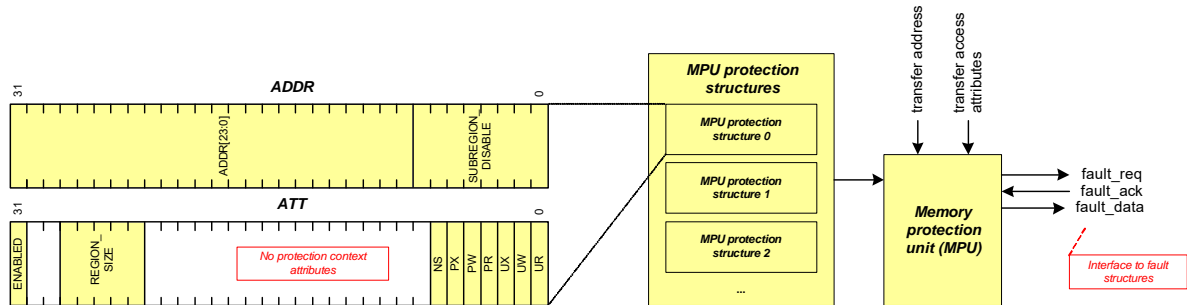 31
ADDR
0
ADDR[23:0]
SUBREGION_
DISABLE
31
ATT
0
ENABLED
REGION_
SIZE
No protection context
attributes
NS
PX
PW
PR
UX
UW
UR
MPU protection
structures
MPU protection
structure 0
MPU protection
structure 1
MPU protection
structure 2
...
transfer address
transfer access
attributes
Memory
protection
unit (MPU)
fault_req
fault_ack
fault_data
Interface to fault
structures